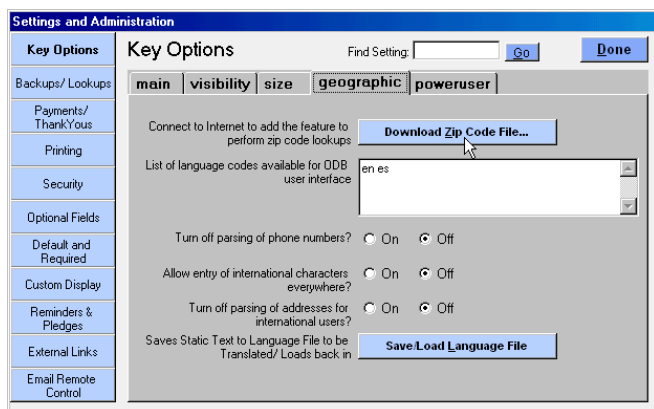 Settings and Administration
Key Options
Backups/ Lookups
Payments/
ThankYous
Printing
Security
Optional Fields
Default and
Required
Custom Display
Reminders &
Pledges
External Links
Email Remote
Control
Key Options
Find Setting:
Go
Done
main
visibility
size
geographic
poweruser
Connect to Internet to add the feature to
perform zip code lookups
Download Zip Code File...
List of language codes available for ODB
user interface
en es
Turn off parsing of phone numbers?
On
Off
Allow entry of international characters
everywhere?
On
Off
Turn off parsing of addresses for
international users?
On
Off
Saves Static Text to Language File to be
Translated/ Loads back in
Save/Load Language File